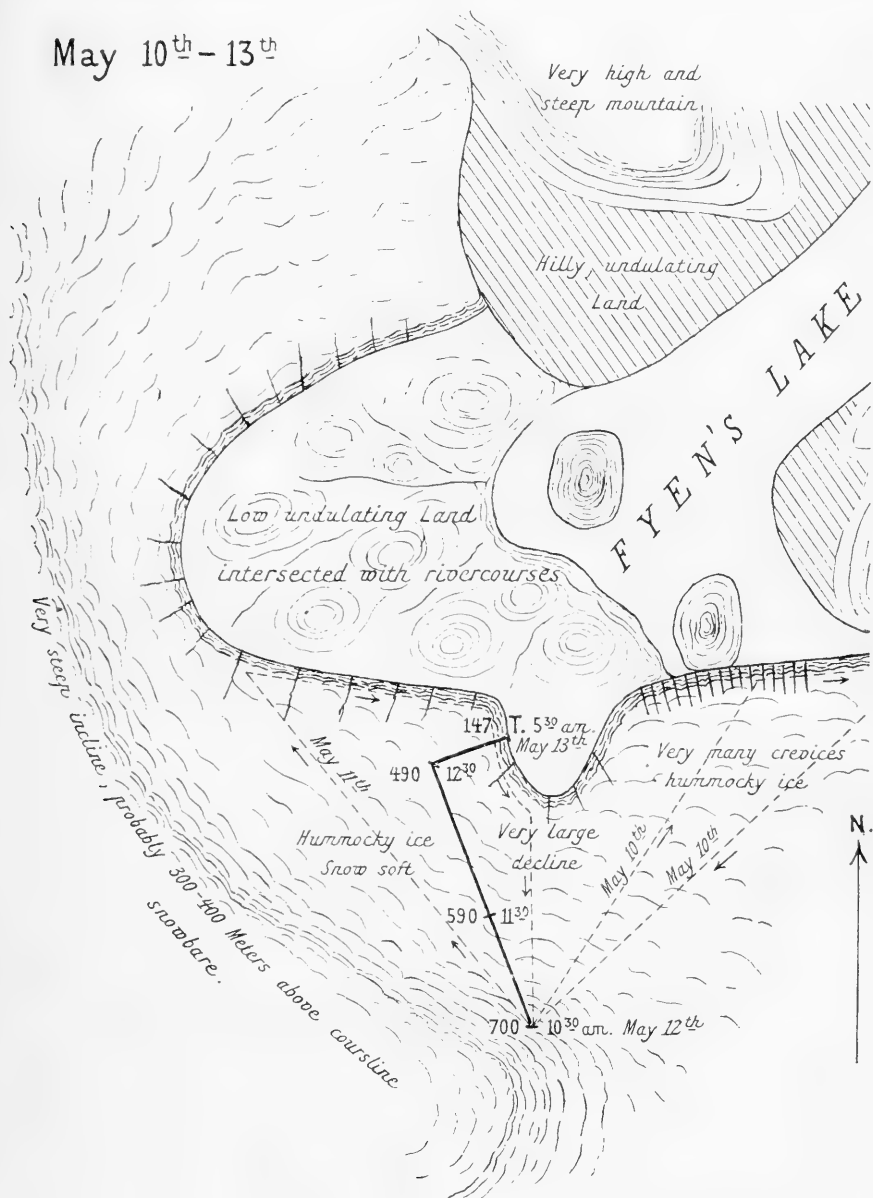 May 10th – 13th
Very high and
steep mountain
Hilly, undulating
Land
FYEN'S LAKE
Low undulating Land
intersected with rivercourses
Very steep incline, probably 300-400 Meters above coursline
snowbare.
147 T. 5 30 am.
May 13th
May 11th
490 12 30
Very many crevices
hummocky ice
Hummocky ice
Snow soft
Very large
decline
May 10th
May 10th
N.
590 11 30
700 10 30 am. May 12th